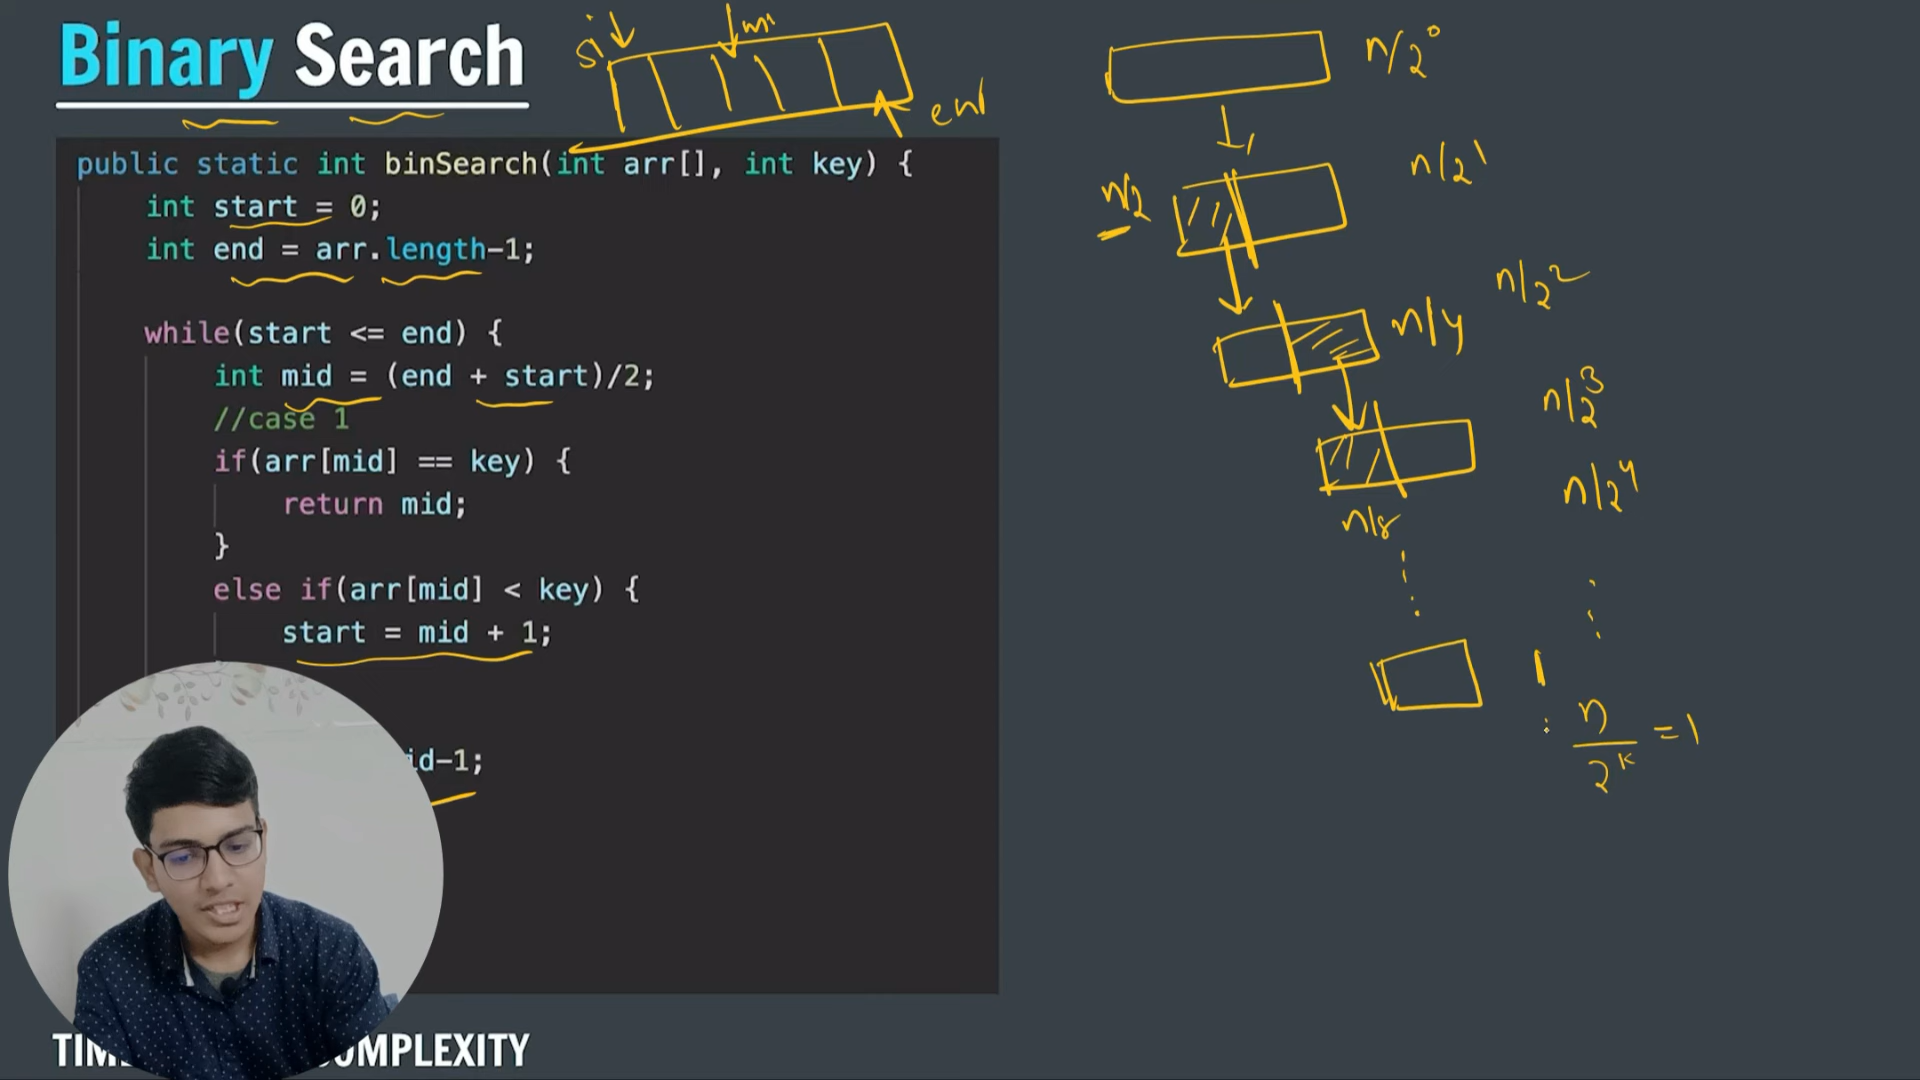 Binary Search
public static int binSearch(int arr[], int key) {
int start = 0;
int end = arr.length-1;
while(start <= end) {
int mid = (end + start)/2;
//case 1
if(arr[mid] == key) {
return mid;
}
else if(arr[mid] < key) {
start = mid + 1;
id-1;
si
end
n/2⁰
n/2
n/2¹
n/4
n/2²
n/2³
n/8
n/2⁴
1
n/2ᵏ = 1